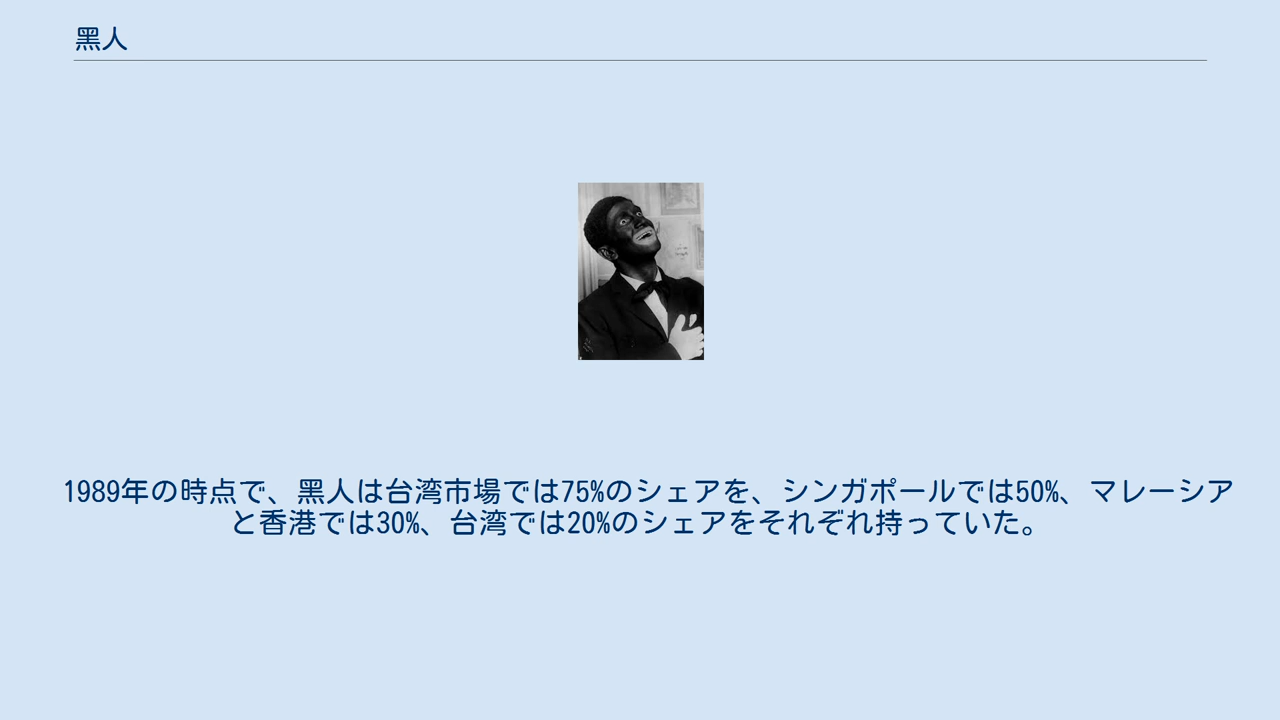 黑人
1989年の時点で、黑人は台湾市場では75%のシェアを、シンガポールでは50%、マレーシア
と香港では30%、台湾では20%のシェアをそれぞれ持っていた。